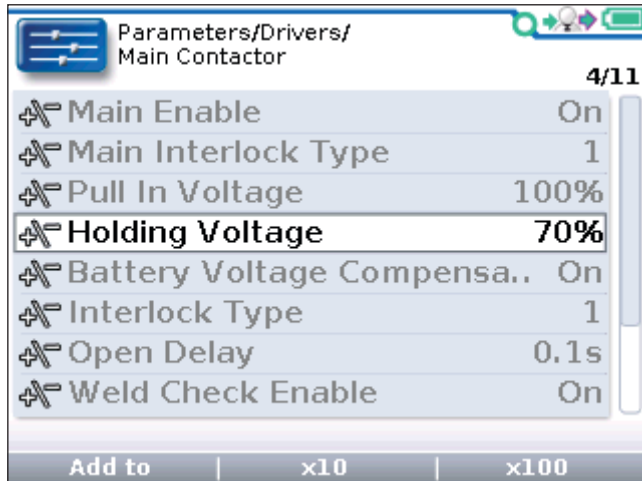 Parameters/Drivers/
Main Contactor
4/11
Main Enable On
Main Interlock Type 1
Pull In Voltage 100%
Holding Voltage 70%
Battery Voltage Compensa.. On
Interlock Type 1
Open Delay 0.1s
Weld Check Enable On
Add to | x10 | x100